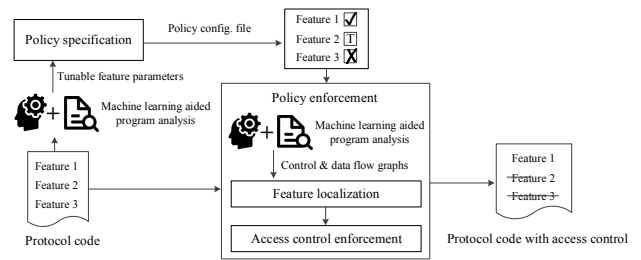 Policy specification
Policy config. file
Feature 1
Feature 2 T
Feature 3
Tunable feature parameters
Machine learning aided
program analysis
Policy enforcement
Machine learning aided
program analysis
Control & data flow graphs
Feature localization
Access control enforcement
Feature 1
Feature 2
Feature 3
Protocol code
Feature 1
Feature 2
Feature 3
Protocol code with access control